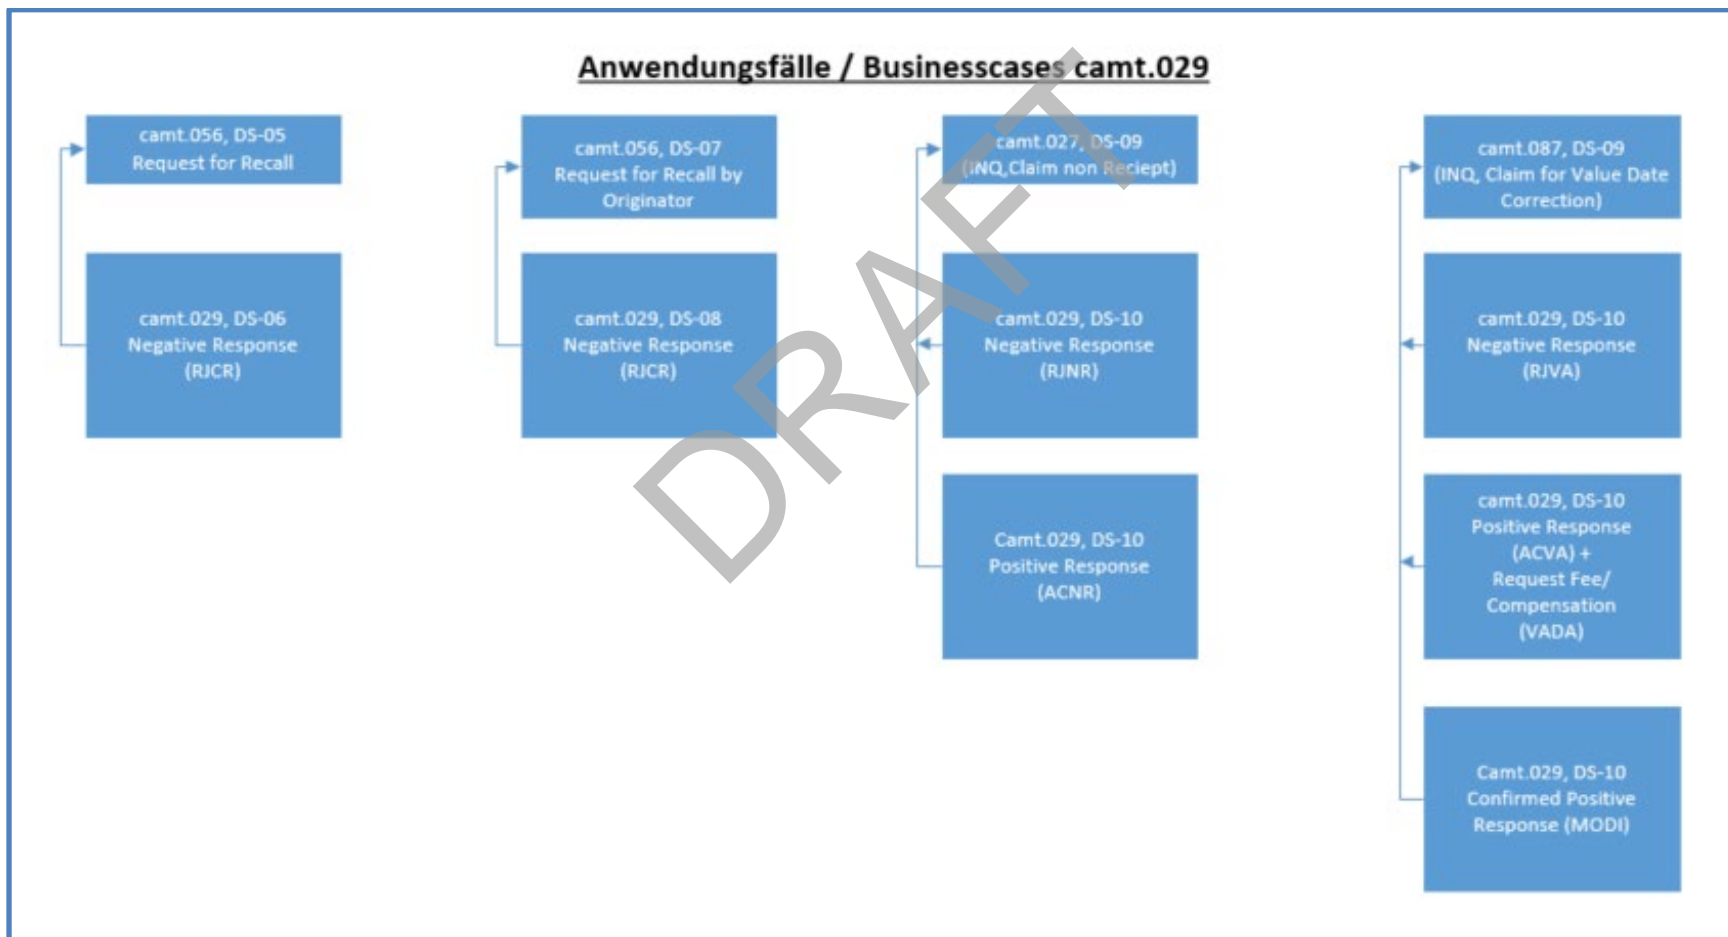 Anwendungsfälle / Businesscases camt.029
camt.056, DS-05
Request for Recall
camt.029, DS-06
Negative Response
(RJCR)
camt.056, DS-07
Request for Recall by
Originator
camt.029, DS-08
Negative Response
(RJCR)
camt.027, DS-09
(INQ,Claim non Reciept)
camt.029, DS-10
Negative Response
(RJNR)
Camt.029, DS-10
Positive Response
(ACNR)
camt.087, DS-09
(INQ, Claim for Value Date
Correction)
camt.029, DS-10
Negative Response
(RJVA)
camt.029, DS-10
Positive Response
(ACVA) +
Request Fee/
Compensation
(VADA)
Camt.029, DS-10
Confirmed Positive
Response (MODI)
DRAFT